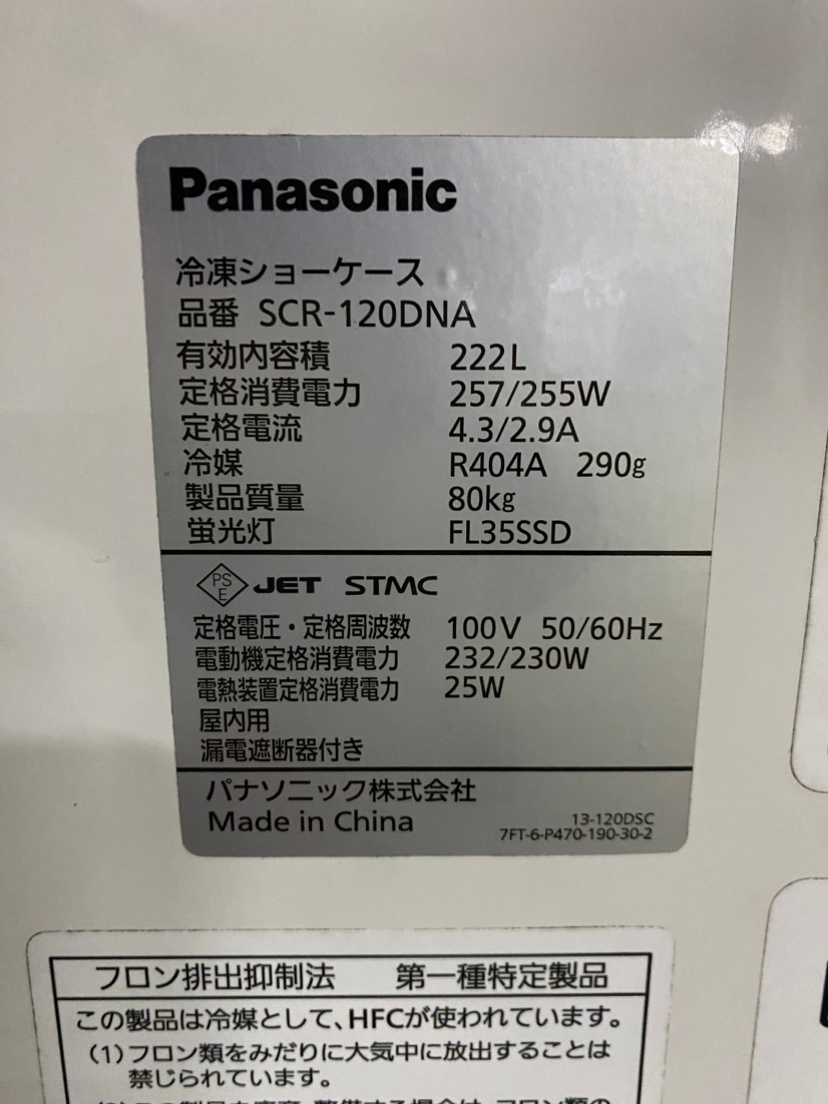 Panasonic
冷凍ショーケース
品番 SCR-120DNA
有効内容積 222L
定格消費電力 257/255W
定格電流 4.3/2.9A
冷媒 R404A 290g
製品質量 80kg
蛍光灯 FL35SSD
PS E JET STMC
定格電圧・定格周波数 100V 50/60Hz
電動機定格消費電力 232/230W
電熱装置定格消費電力 25W
屋内用
漏電遮断器付き
パナソニック株式会社
Made in China 13-120DSC
7FT-6-P470-190-30-2
フロン排出抑制法 第一種特定製品
この製品は冷媒として、HFCが使われています。
(1)フロン類をみだりに大気中に放出することは
禁じられています。